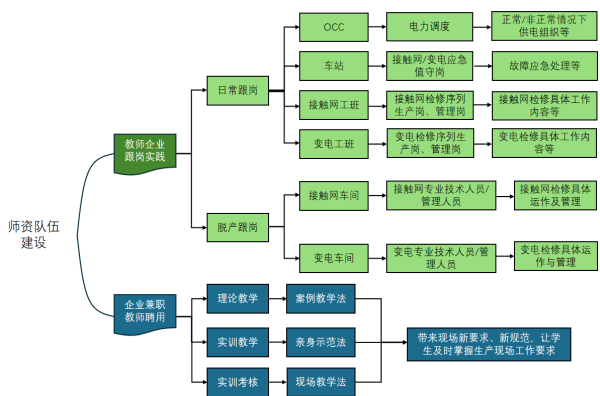 师资队伍
建设
教师企业
跟岗实践
日常跟岗
OCC
电力调度
正常/非正常情况下
供电组织等
车站
接触网/变电应急
值守岗
故障应急处理等
接触网工班
接触网检修序列
生产岗、管理岗
接触网检修具体工作
内容等
变电工班
变电检修序列生产
岗、管理岗
变电检修具体工作内
容等
脱产跟岗
接触网车间
接触网专业技术人员/
管理人员
接触网检修具体
运作及管理
变电车间
变电专业技术人员/管
理人员
变电检修具体运
作与管理
企业兼职
教师聘用
理论教学
案例教学法
实训教学
亲身示范法
实训考核
现场教学法
带来现场新要求、新规范，让学
生及时掌握生产现场工作要求